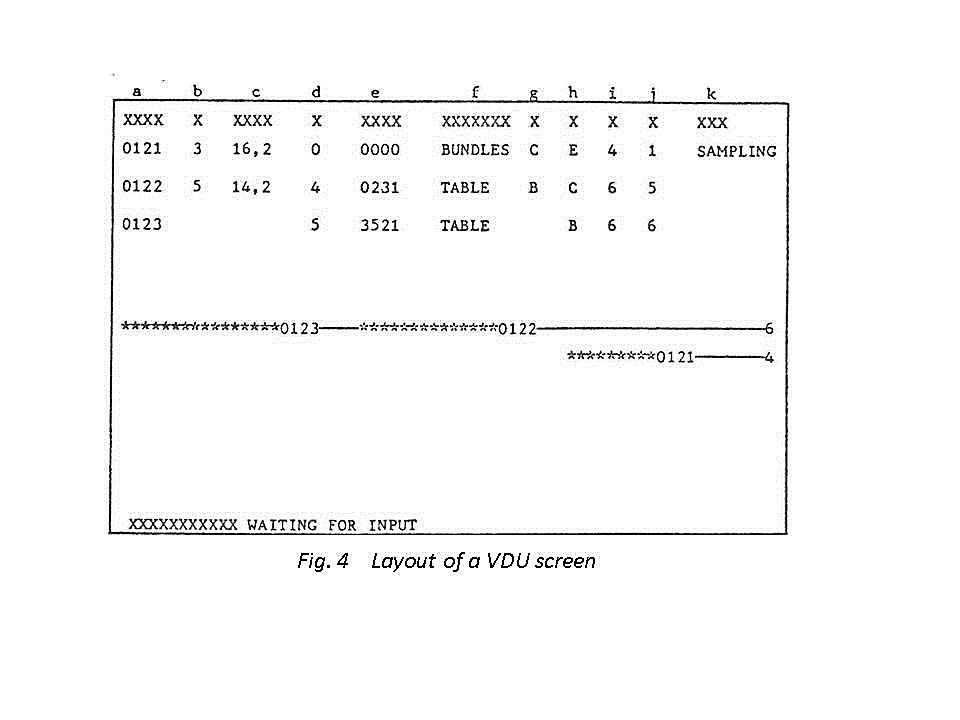 a b c d e f g h i j k
XXXX X XXXX X XXXX XXXXXXX X X X X XXX
0121 3 16,2 0 0000 BUNDLES C E 4 1 SAMPLING
0122 5 14,2 4 0231 TABLE B C 6 5
0123 5 3521 TABLE B 6 6
****************0123——**************0122————————————6
*********0121————4
XXXXXXXXXXX WAITING FOR INPUT
Fig. 4 Layout of a VDU screen